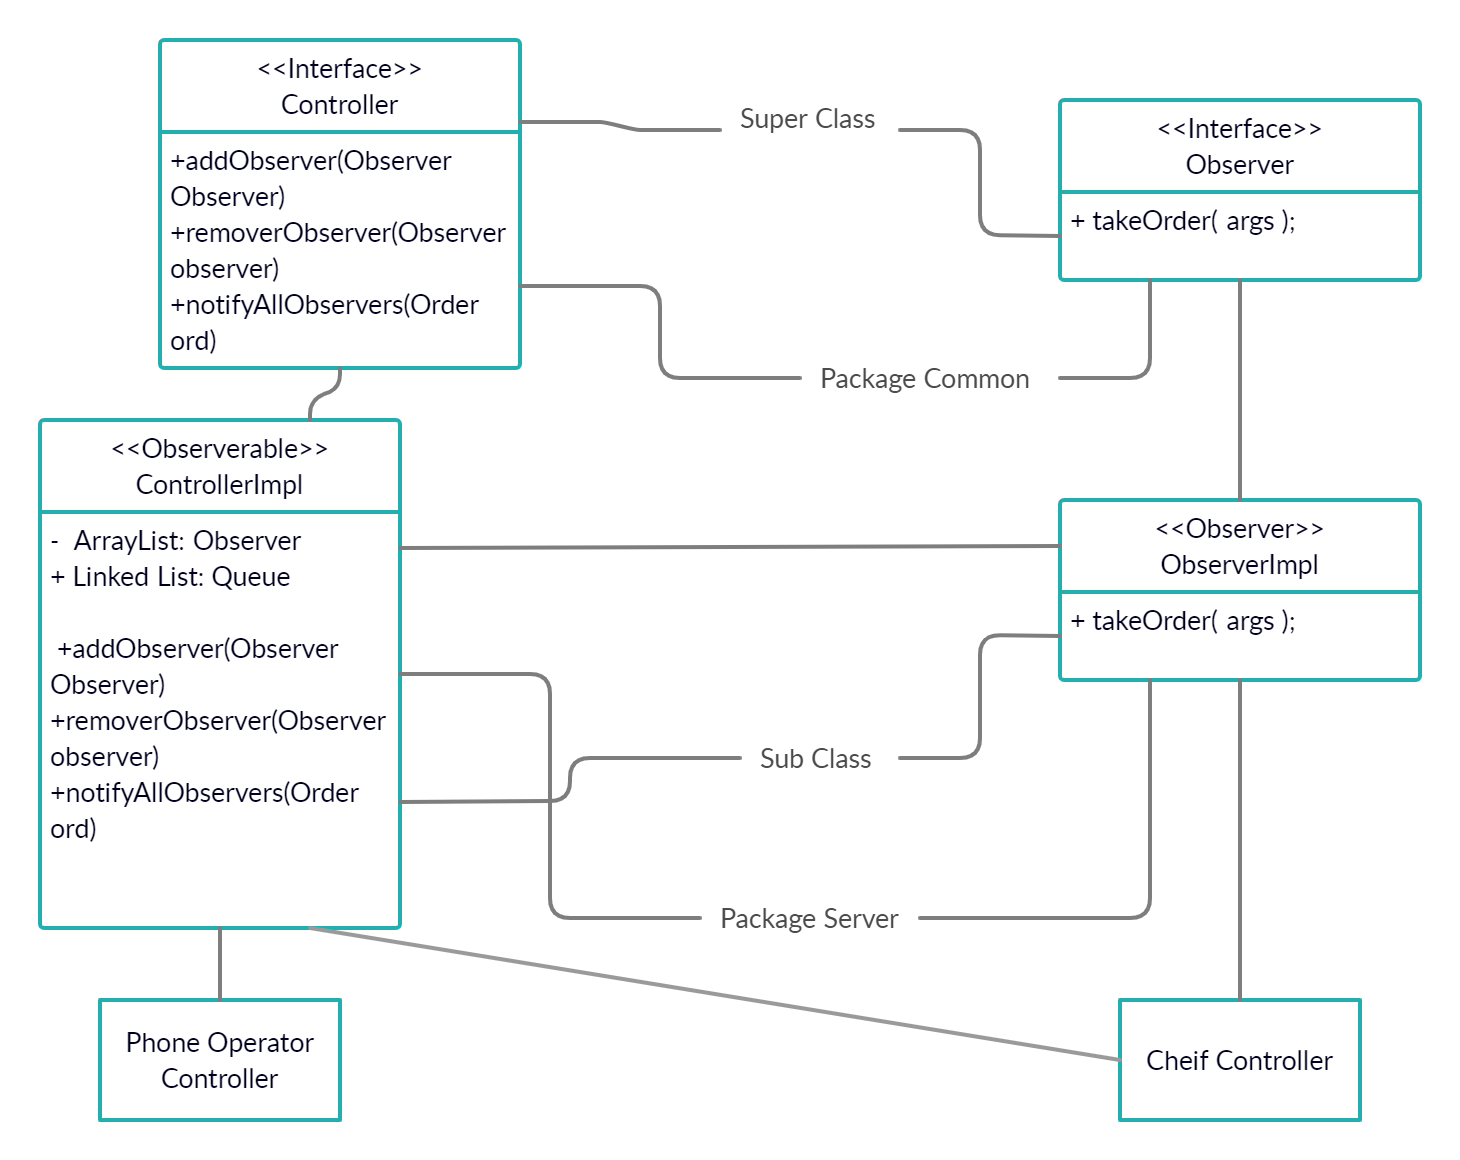 <<Interface>>
Controller
+addObserver(Observer
Observer)
+removerObserver(Observer
observer)
+notifyAllObservers(Order
ord)
Super Class
<<Interface>>
Observer
+ takeOrder( args );
Package Common
<<Observerable>>
ControllerImpl
-  ArrayList: Observer
+ Linked List: Queue
+addObserver(Observer
Observer)
+removerObserver(Observer
observer)
+notifyAllObservers(Order
ord)
<<Observer>>
ObserverImpl
+ takeOrder( args );
Sub Class
Package Server
Phone Operator
Controller
Cheif Controller